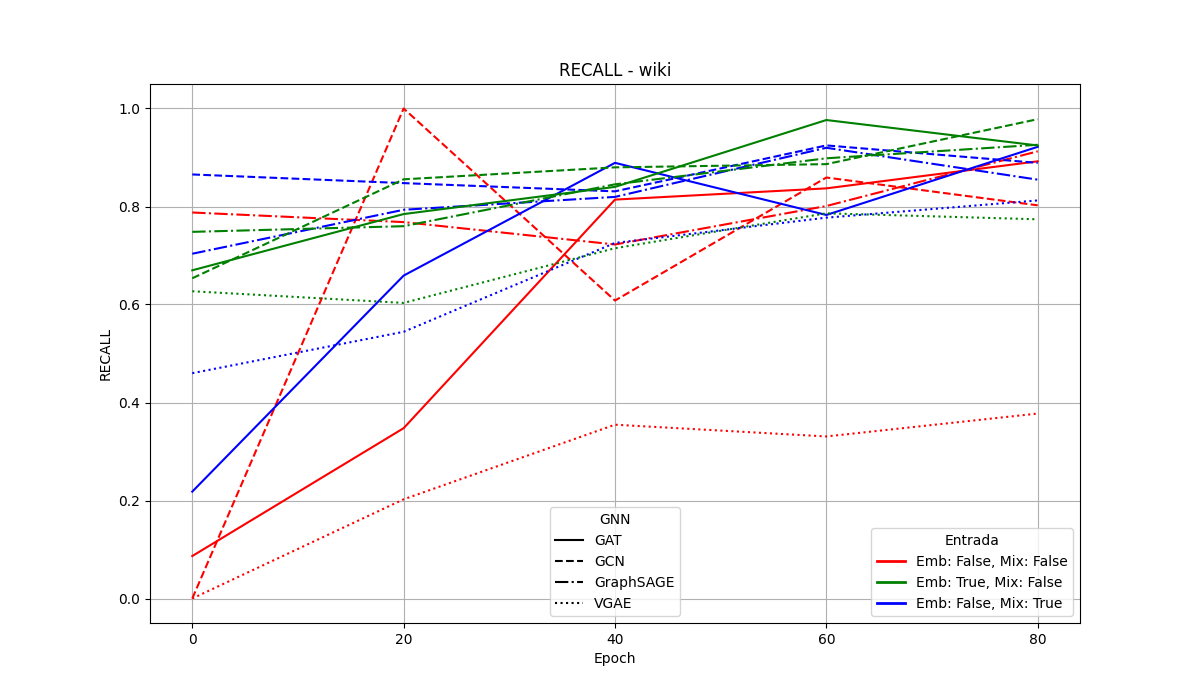 RECALL - wiki
1.0
0.8
0.6
0.4
0.2
0.0
RECALL
GNN
GAT
GCN
GraphSAGE
VGAE
Entrada
Emb: False, Mix: False
Emb: True, Mix: False
Emb: False, Mix: True
0 20 40 60 80
Epoch